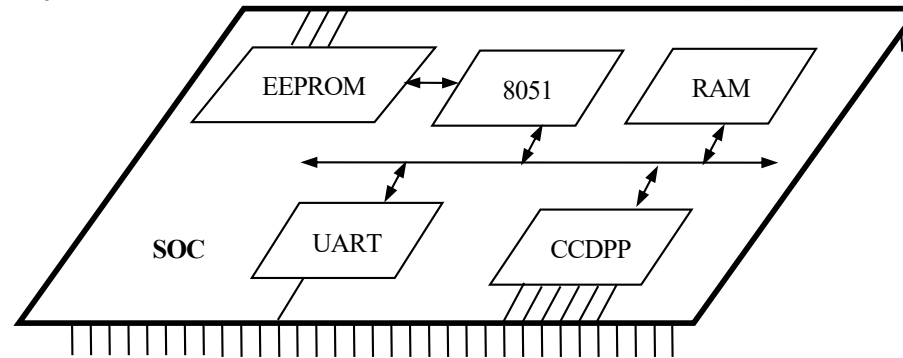 EEPROM
8051
RAM
SOC
UART
CCDPP